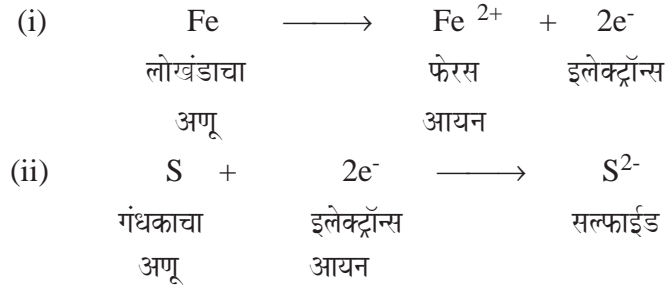 (i) Fe ⟶ Fe ²⁺ + 2e⁻
लोखंडाचा फेरस इलेक्ट्रॉन्स
अणू आयन
(ii) S + 2e⁻ ⟶ S²⁻
गंधकाचा इलेक्ट्रॉन्स सल्फाईड
अणू आयन